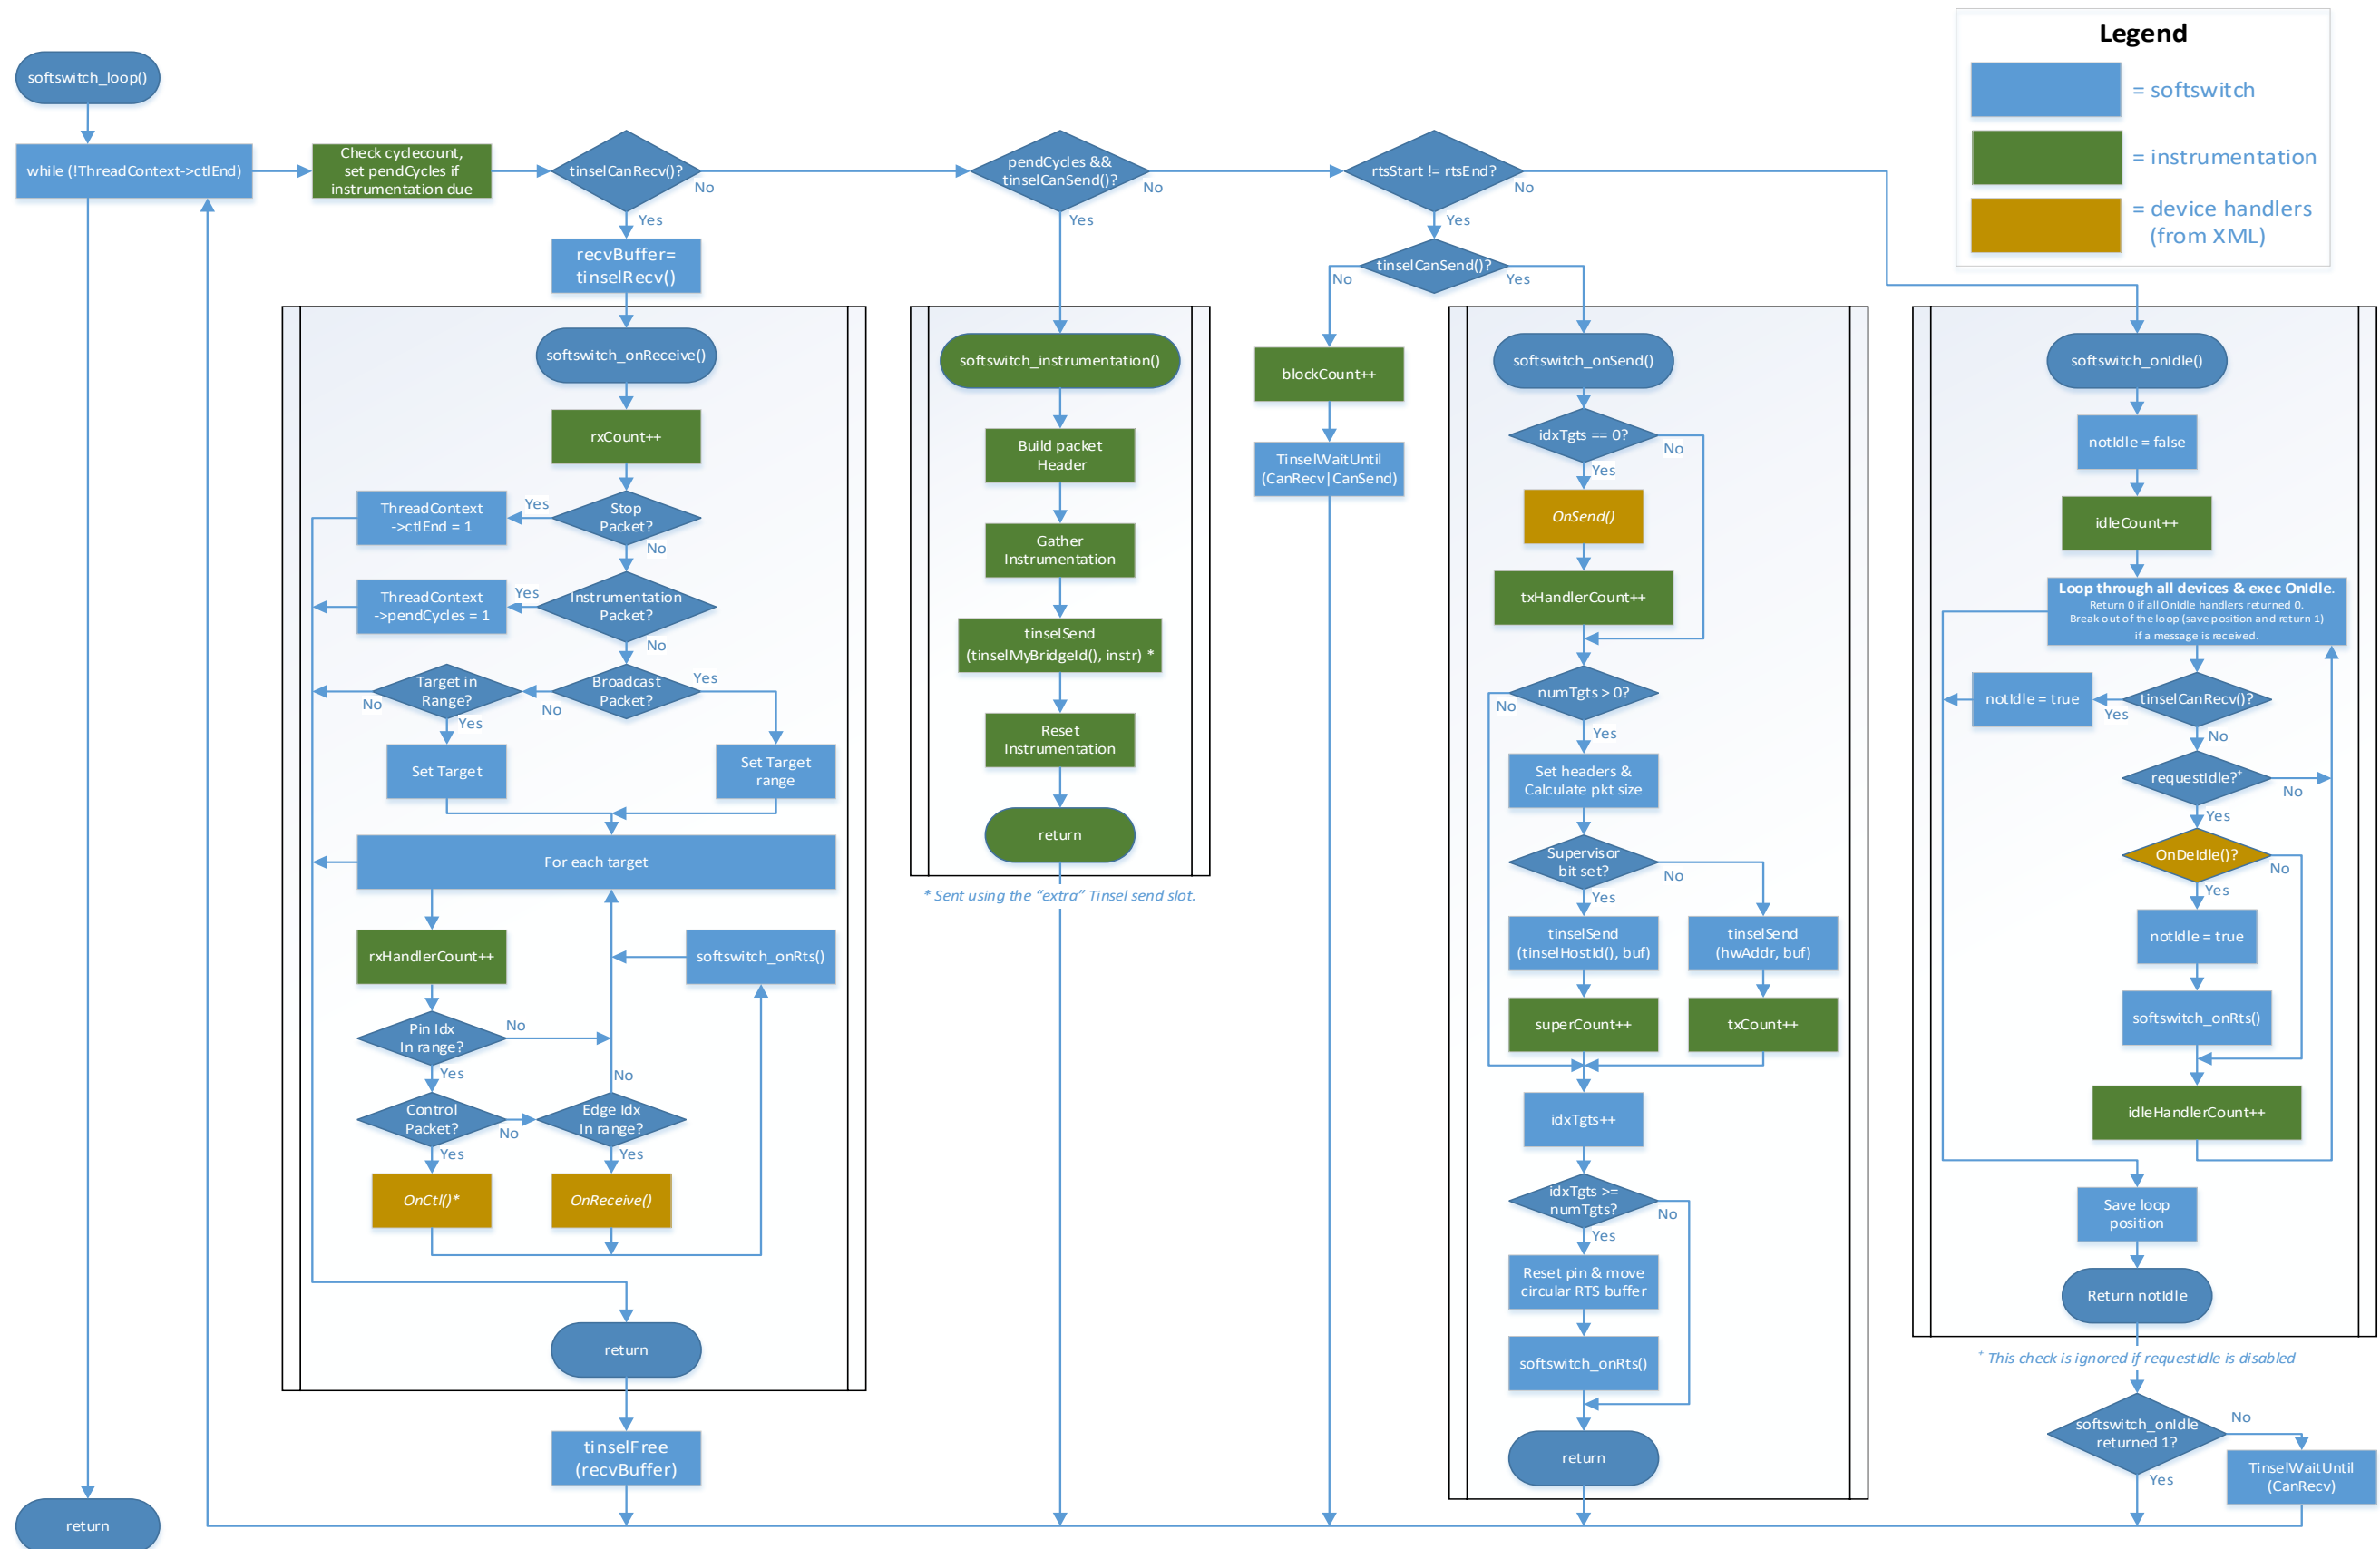 Legend
= softswitch
= instrumentation
= device handlers
(from XML)
softswitch_loop()
while (!ThreadContext->ctlEnd)
return
Check cyclecount,
set pendCycles if
instrumentation due
tinselCanRecv()?
No
Yes
recvBuffer=
tinselRecv()
softswitch_onReceive()
rxCount++
Stop
Packet?
Yes
ThreadContext
->ctlEnd = 1
No
Instrumentation
Packet?
Yes
ThreadContext
->pendCycles = 1
No
Broadcast
Packet?
Yes
No
Target in
Range?
No
Yes
Set Target
Set Target
range
For each target
rxHandlerCount++
softswitch_onRts()
Pin Idx
In range?
No
Yes
Control
Packet?
No
Yes
Edge Idx
In range?
No
Yes
OnCtl()*
OnReceive()
return
tinselFree
(recvBuffer)
pendCycles &&
tinselCanSend()?
No
Yes
softswitch_instrumentation()
Build packet
Header
Gather
Instrumentation
tinselSend
(tinselMyBridgeId(), instr) *
Reset
Instrumentation
return
* Sent using the “extra” Tinsel send slot.
rtsStart != rtsEnd?
No
Yes
tinselCanSend()?
No
Yes
blockCount++
TinselWaitUntil
(CanRecv|CanSend)
softswitch_onSend()
idxTgts == 0?
No
Yes
OnSend()
txHandlerCount++
numTgts > 0?
No
Yes
Set headers &
Calculate pkt size
Supervisor
bit set?
No
Yes
tinselSend
(tinselHostId(), buf)
tinselSend
(hwAddr, buf)
superCount++
txCount++
idxTgts++
idxTgts >=
numTgts?
No
Yes
Reset pin & move
circular RTS buffer
softswitch_onRts()
return
softswitch_onIdle()
notIdle = false
idleCount++
Loop through all devices & exec OnIdle.
Return 0 if all OnIdle handlers returned 0.
Break out of the loop (save position and return 1)
if a message is received.
tinselCanRecv()?
Yes
notIdle = true
No
requestIdle?+
No
Yes
OnDeIdle()?
No
Yes
notIdle = true
softswitch_onRts()
idleHandlerCount++
Save loop
position
Return notIdle
+ This check is ignored if requestIdle is disabled
softswitch_onIdle
returned 1?
No
Yes
TinselWaitUntil
(CanRecv)